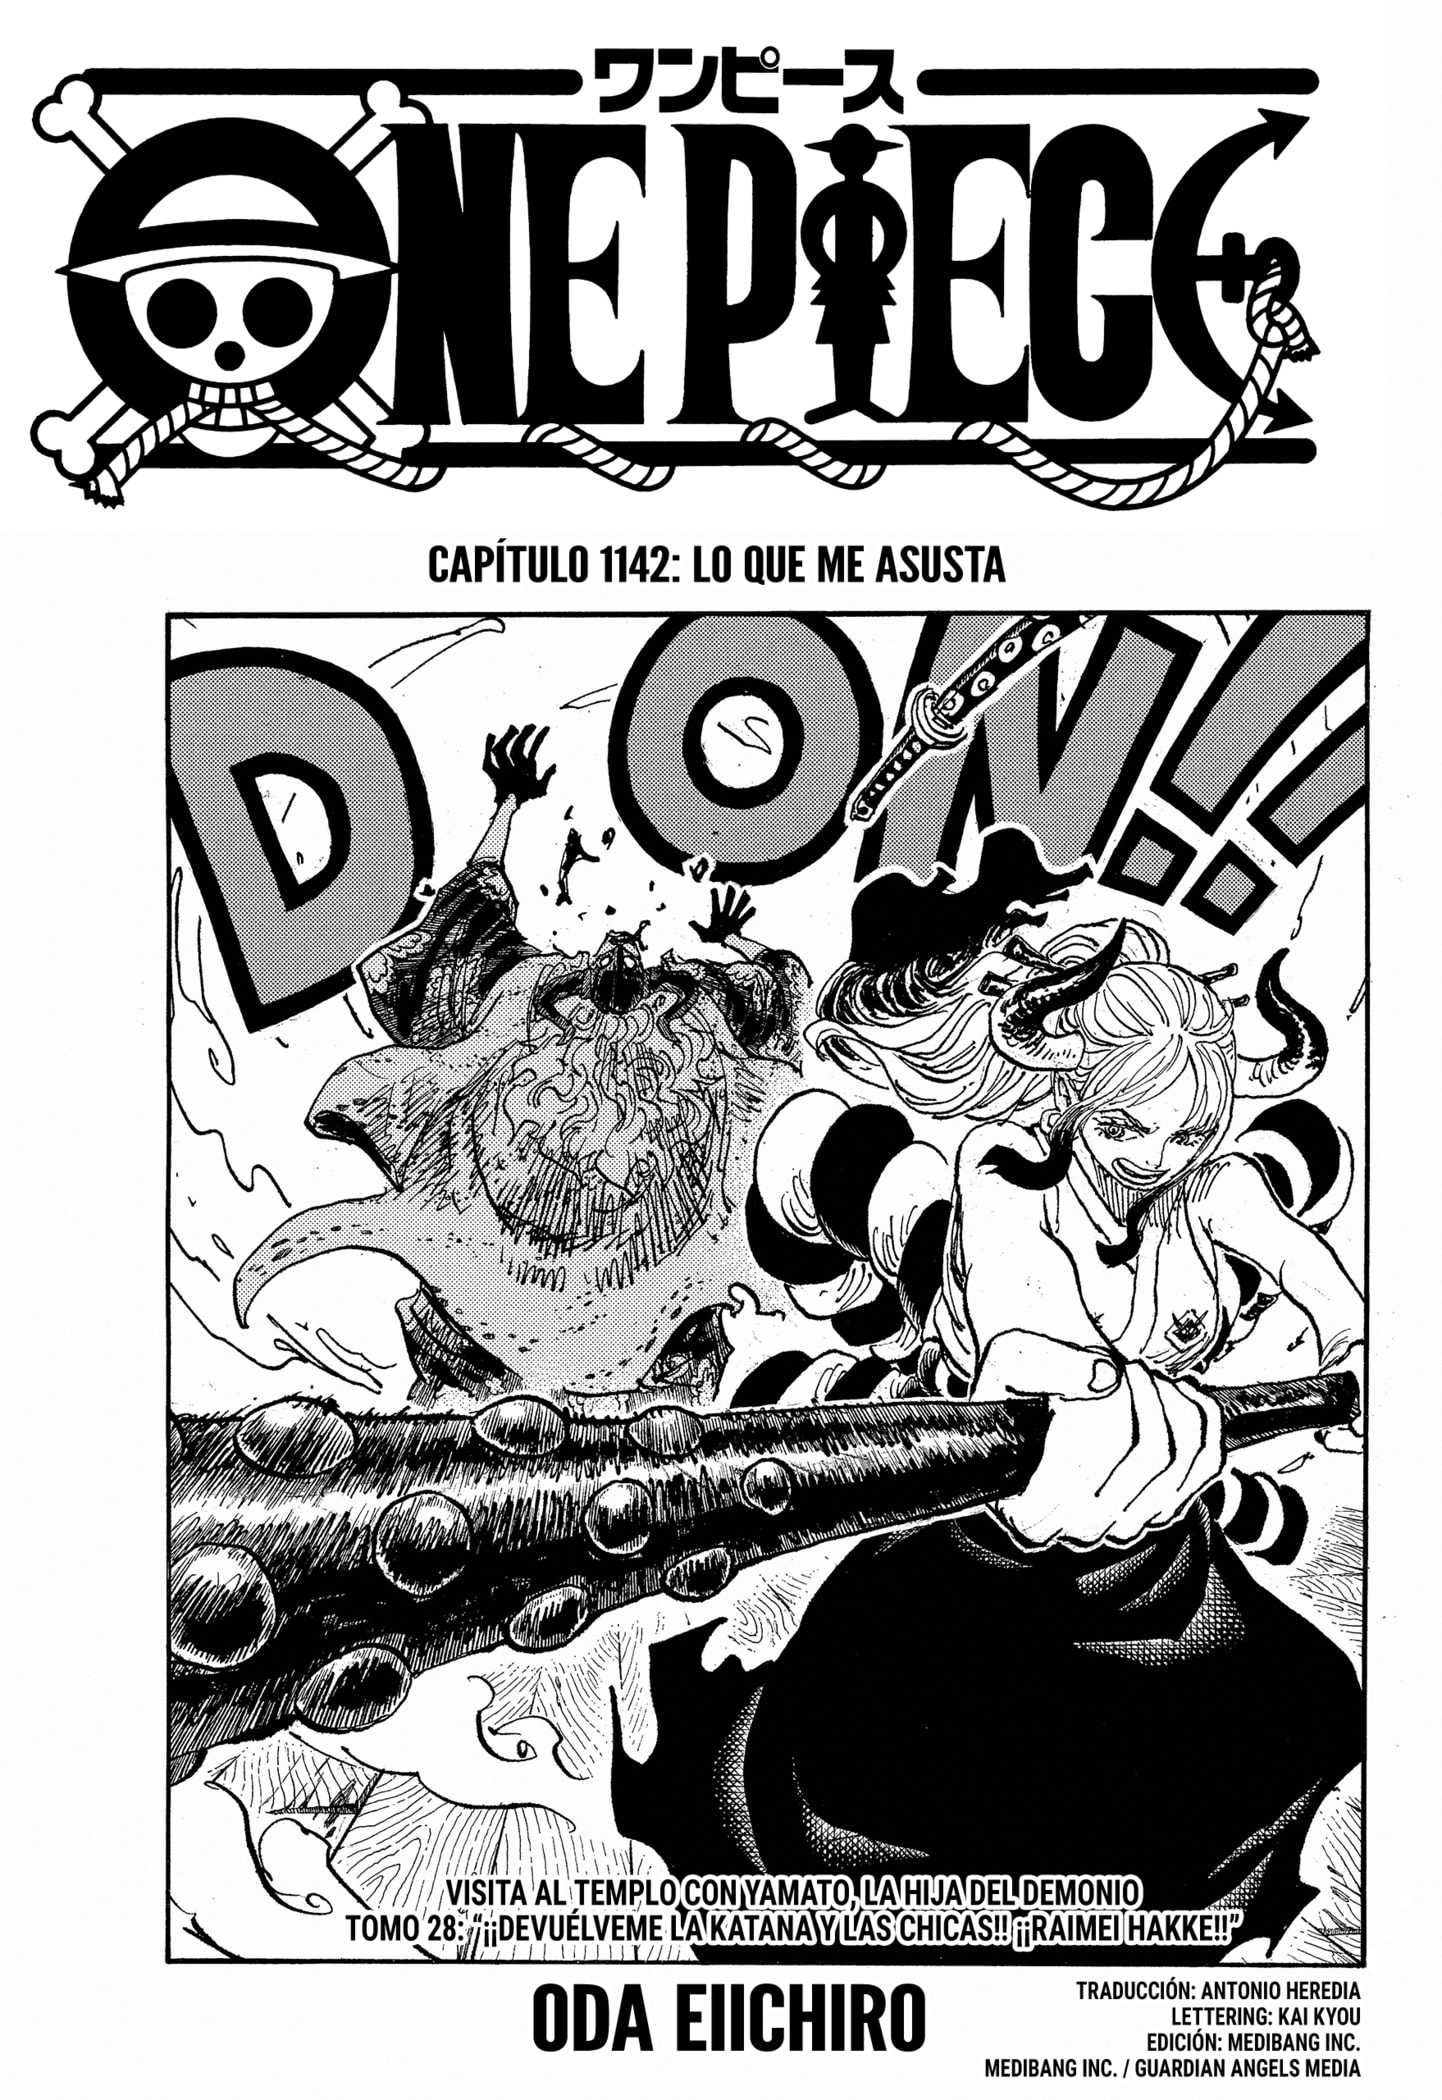 ワンピース
ONE PIECE
CAPÍTULO 1142: LO QUE ME ASUSTA
DON!!
VISITA AL TEMPLO CON YAMATO, LA HIJA DEL DEMONIO
TOMO 28: “¡¡DEVUÉLVEME LA KATANA Y LAS CHICAS!! ¡¡RAIMEI HAKKE!!”
ODA EIICHIRO
TRADUCCIÓN: ANTONIO HEREDIA
LETTERING: KAI KYOU
EDICIÓN: MEDIBANG INC.
MEDIBANG INC. / GUARDIAN ANGELS MEDIA